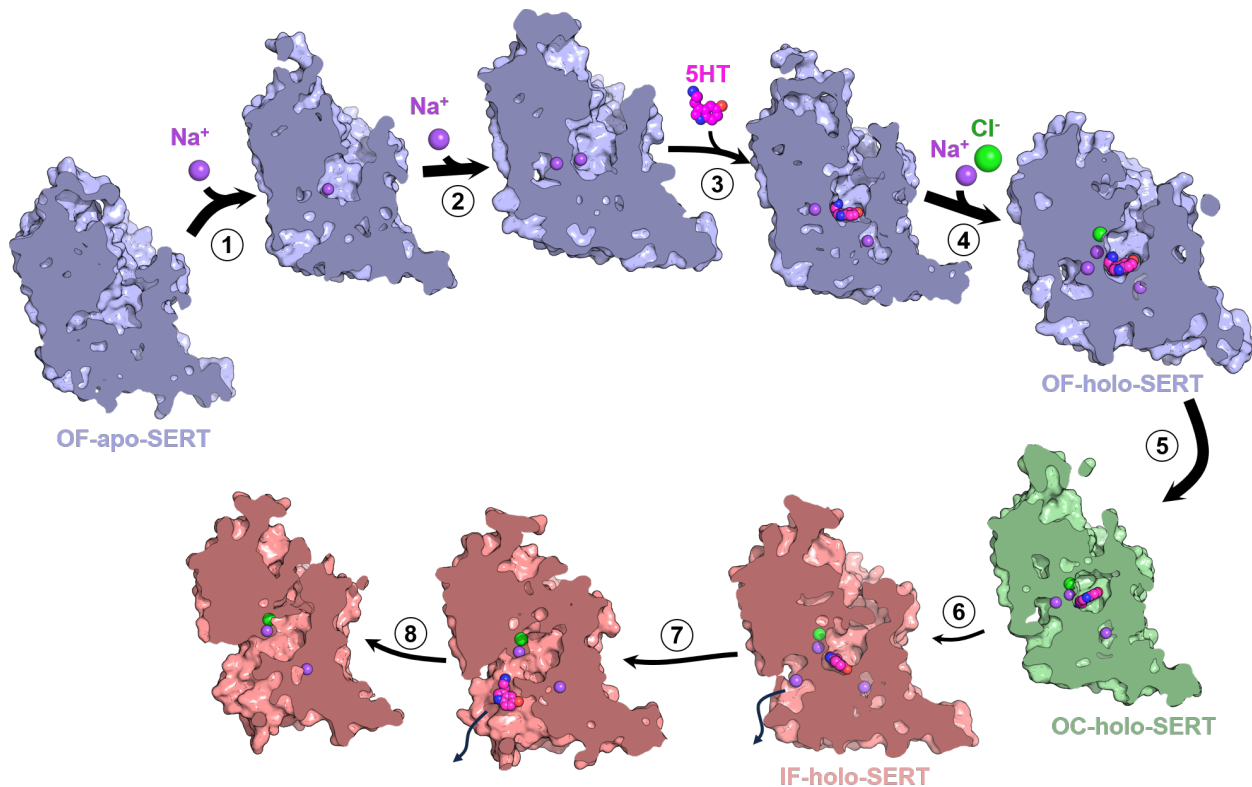 Na⁺
1
Na⁺
2
5HT
3
Cl⁻
Na⁺
4
OF-apo-SERT
OF-holo-SERT
5
OC-holo-SERT
6
IF-holo-SERT
7
8